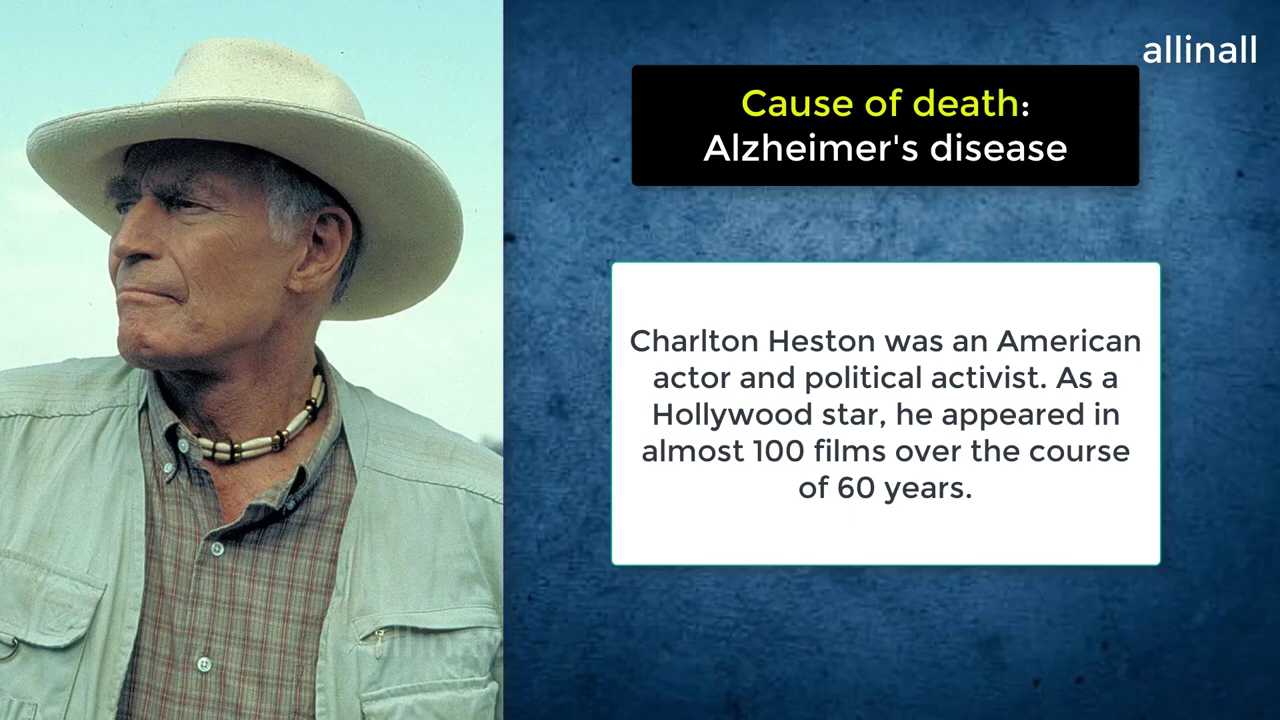 allinall
Cause of death:
Alzheimer's disease
Charlton Heston was an American
actor and political activist. As a
Hollywood star, he appeared in
almost 100 films over the course
of 60 years.
allinall